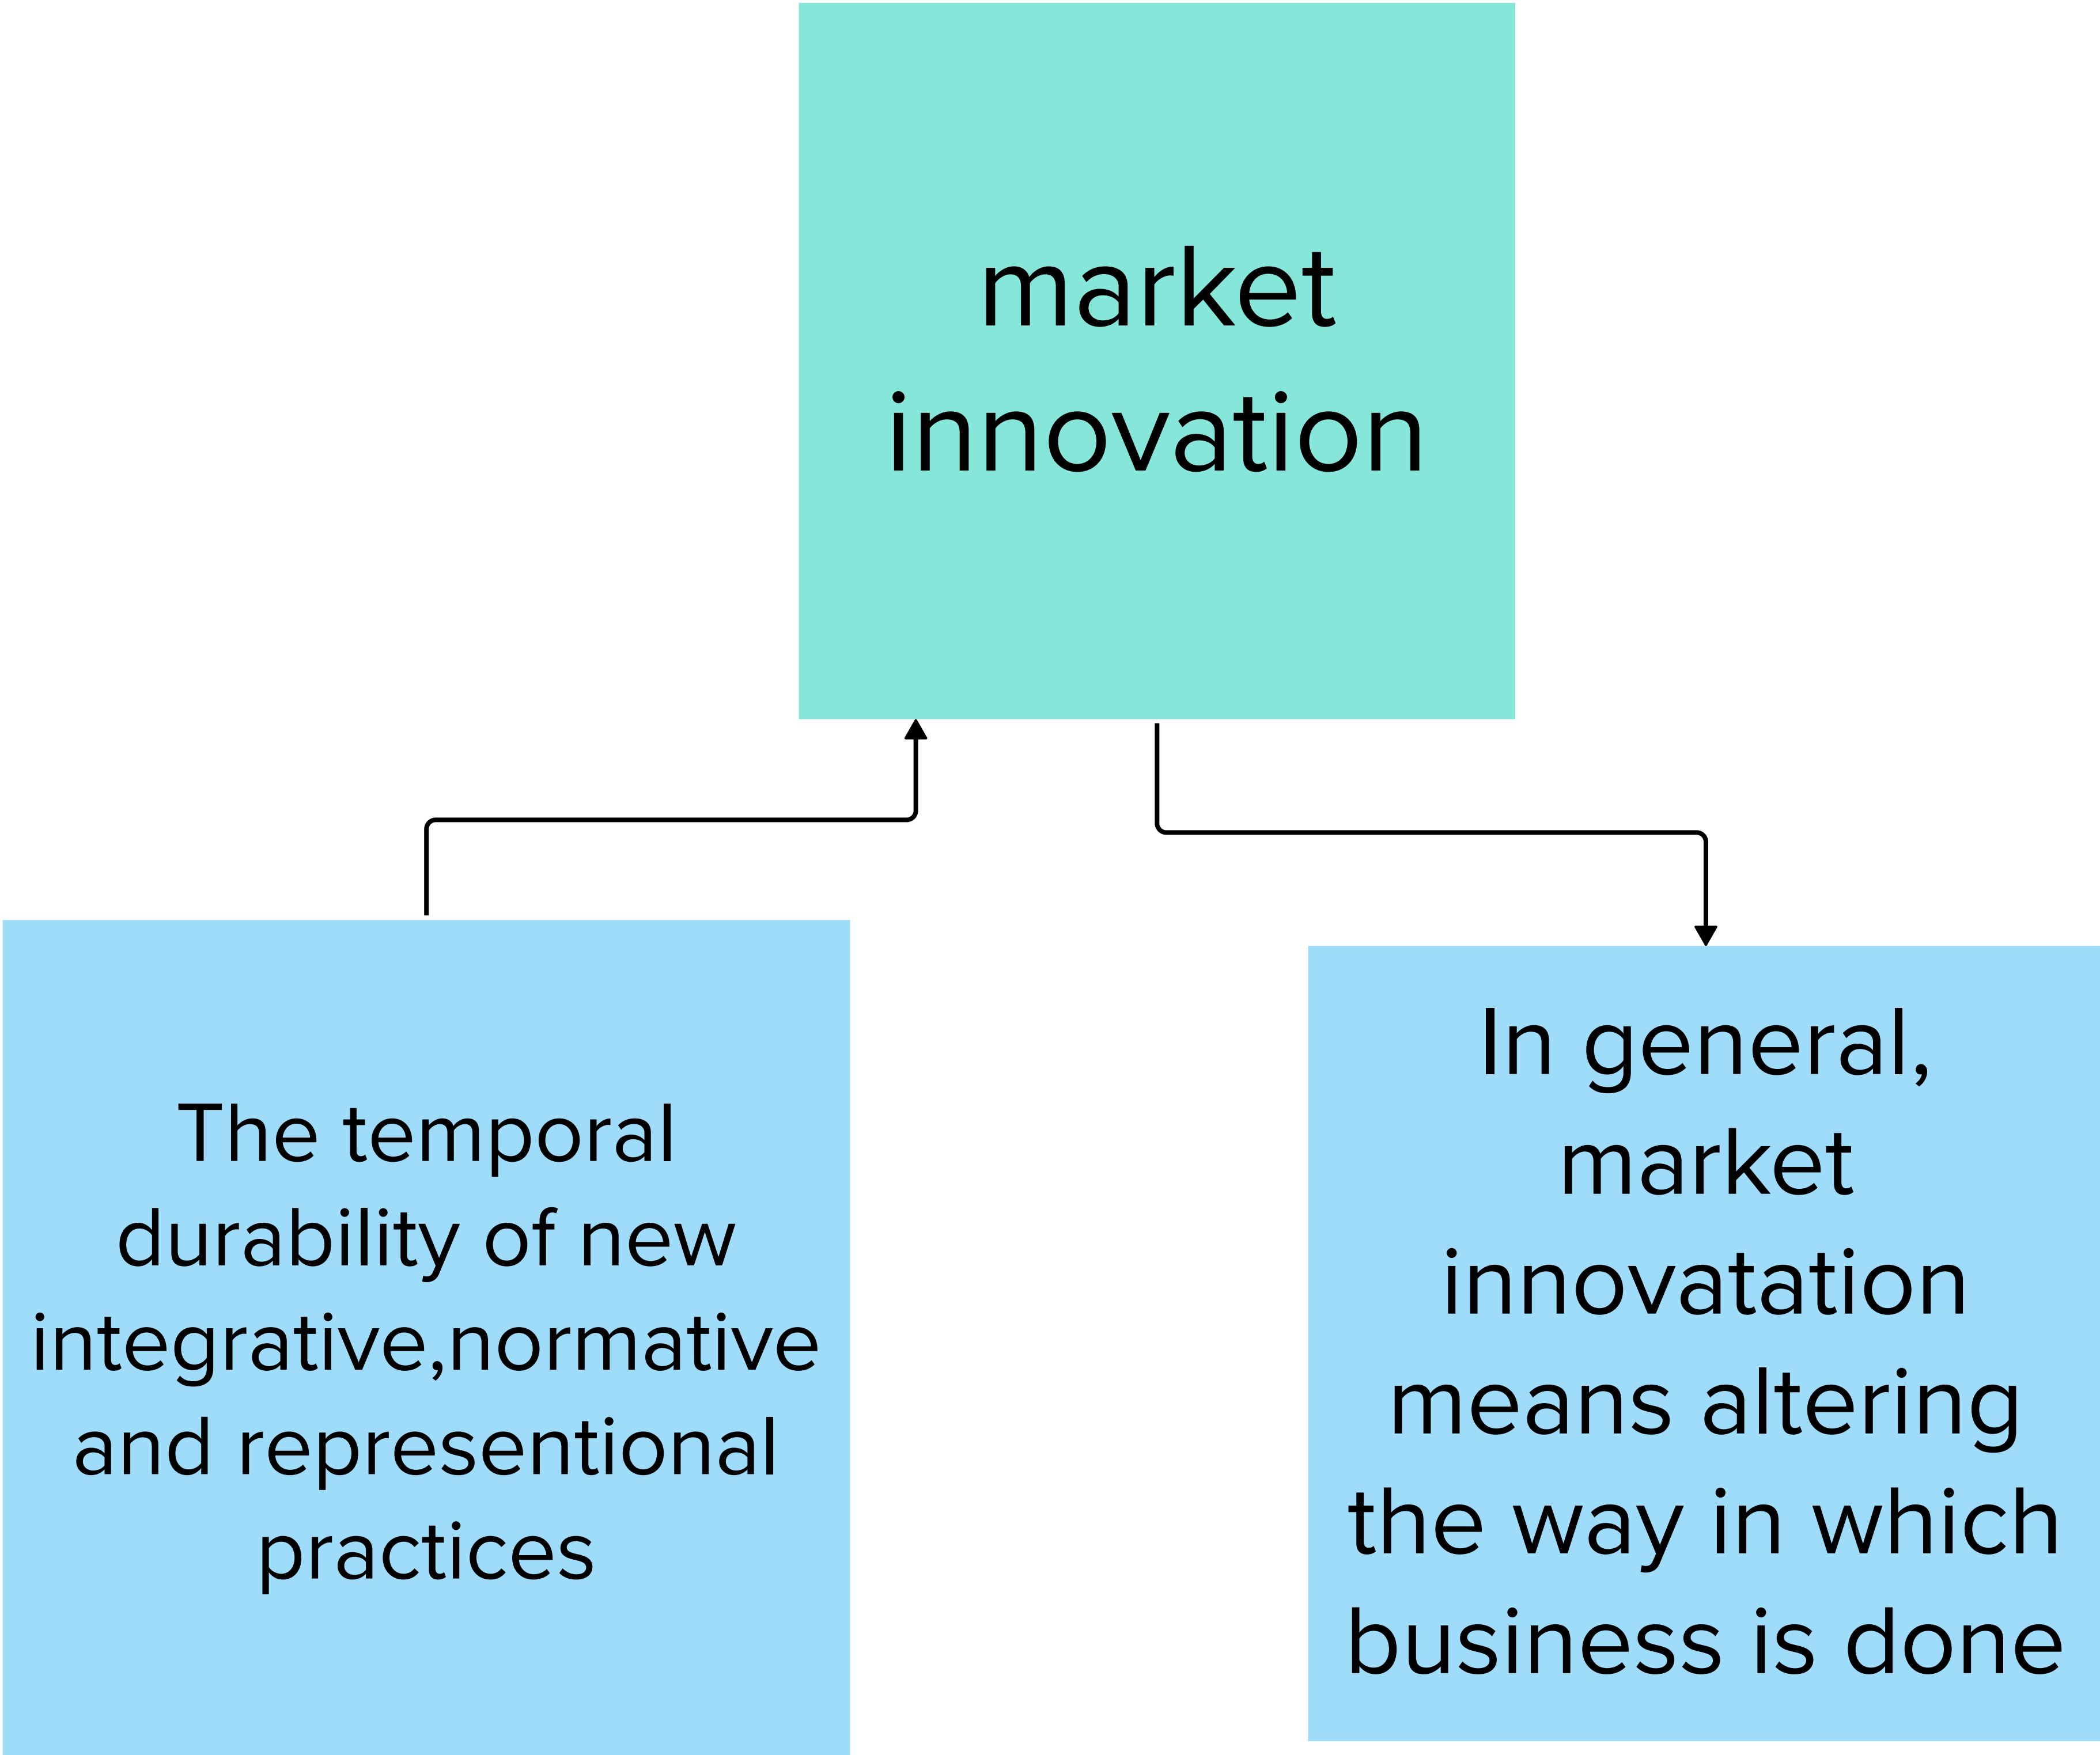 market
innovation
The temporal
durability of new
integrative,normative
and representional
practices
In general,
market
innovatation
means altering
the way in which
business is done